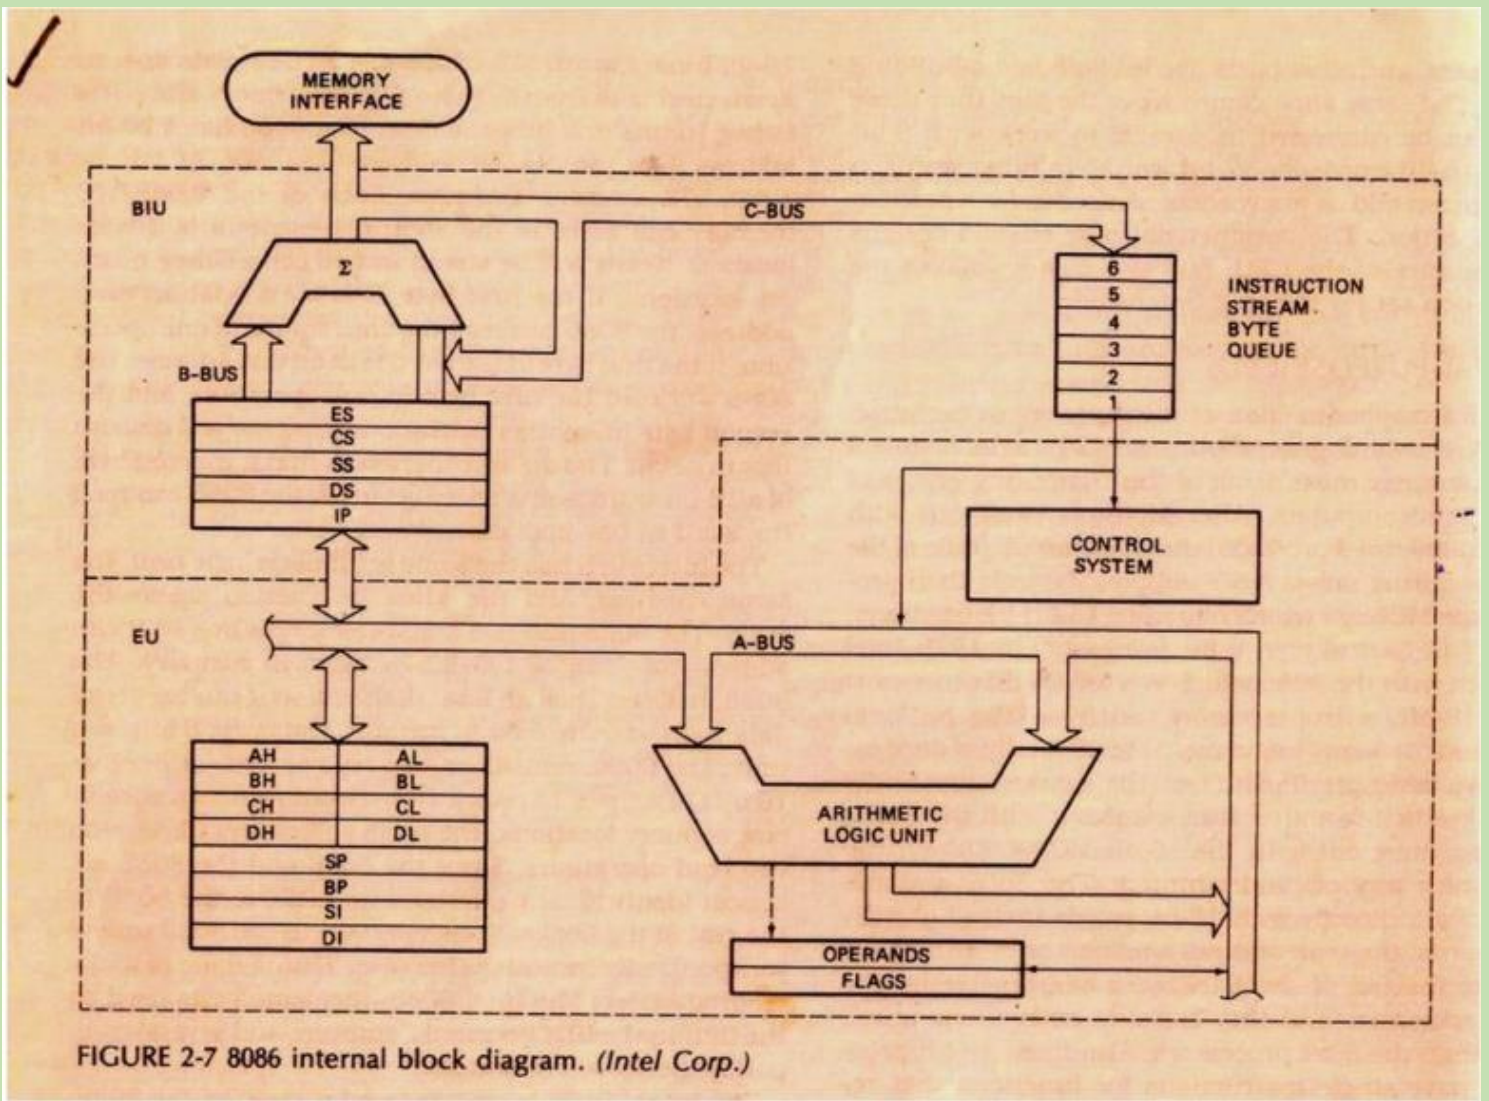 MEMORY
INTERFACE
BIU
C-BUS
Σ
6
5
4
3
2
1
INSTRUCTION
STREAM
BYTE
QUEUE
B-BUS
ES
CS
SS
DS
IP
CONTROL
SYSTEM
EU
A-BUS
AH AL
BH BL
CH CL
DH DL
SP
BP
SI
DI
ARITHMETIC
LOGIC UNIT
OPERANDS
FLAGS
FIGURE 2-7 8086 internal block diagram. (Intel Corp.)